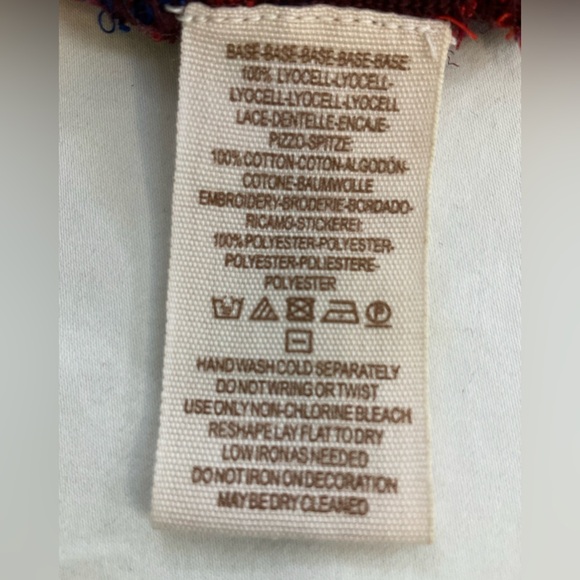 BASE-BASE-BASE-BASE-BASE:
100% LYOCELL-LYOCELL-
LYOCELL-LYOCELL-LYOCELL
LACE-DENTELLE-ENCAJE-
PIZZO-SPITZE:
100% COTTON-COTON-ALGODÓN-
COTONE-BAUMWOLLE
EMBROIDERY-BRODERIE-BORDADO-
RICAMO-STICKEREI:
100% POLYESTER-POLYESTER-
POLYESTER-POLIESTERE-
POLYESTER
P
HAND WASH COLD SEPARATELY
DO NOT WRING OR TWIST
USE ONLY NON-CHLORINE BLEACH
RESHAPE LAY FLAT TO DRY
LOW IRON AS NEEDED
DO NOT IRON ON DECORATION
MAY BE DRY CLEANED